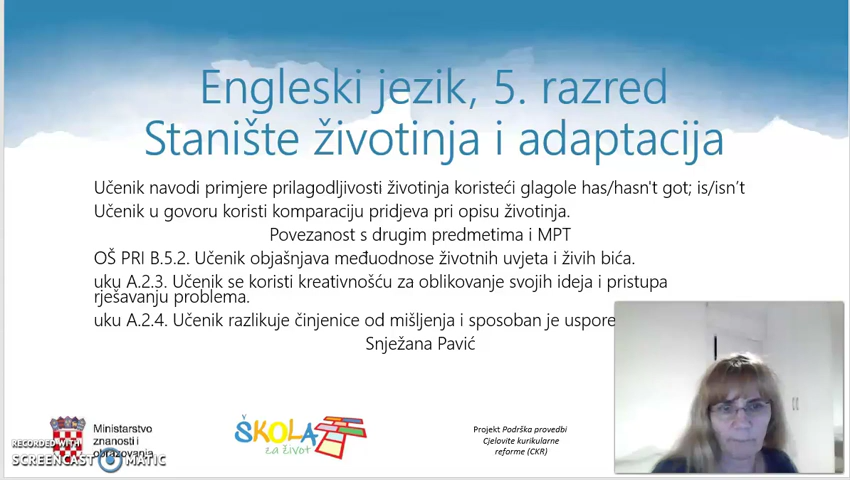 Engleski jezik, 5. razred
Stanište životinja i adaptacija
Učenik navodi primjere prilagodljivosti životinja koristeći glagole has/hasn't got; is/isn’t
Učenik u govoru koristi komparaciju pridjeva pri opisu životinja.
Povezanost s drugim predmetima i MPT
OŠ PRI B.5.2. Učenik objašnjava međuodnose životnih uvjeta i živih bića.
uku A.2.3. Učenik se koristi kreativnošću za oblikovanje svojih ideja i pristupa
rješavanju problema.
uku A.2.4. Učenik razlikuje činjenice od mišljenja i sposoban je uspore
Snježana Pavić
Ministarstvo
znanosti i
obrazovanja
RECORDED WITH
SCREENCAST MATIC
ŠKOLA
za život
Projekt Podrška provedbi
Cjelovite kurikularne
reforme (CKR)